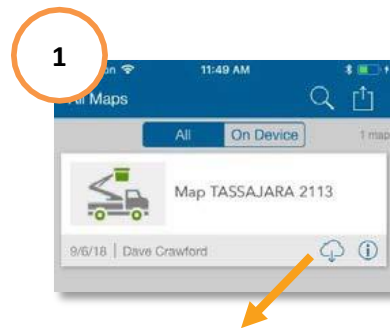 1
on 11:49 AM
All Maps
All On Device 1 map
Map TASSAJARA 2113
9/6/18 | Dave Crawford